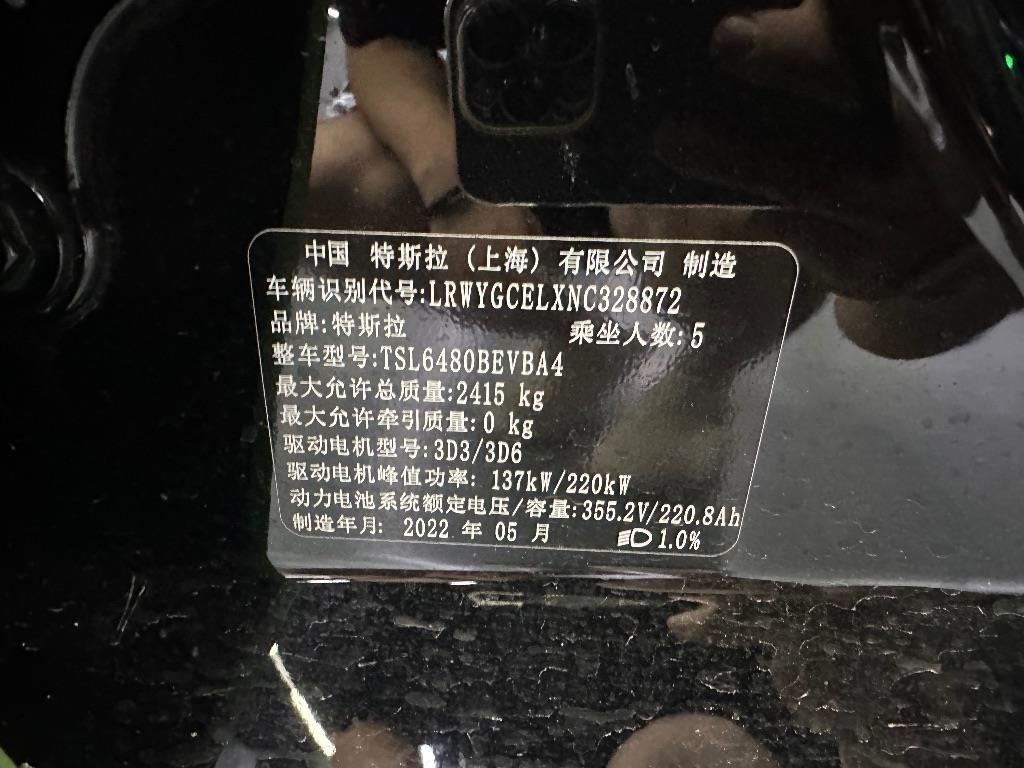 中国 特斯拉 (上海) 有限公司 制造
车辆识别代号:LRWYGCELXNC328872
品牌:特斯拉 乘坐人数:5
整车型号:TSL6480BEVBA4
最大允许总质量:2415 kg
最大允许牵引质量:0 kg
驱动电机型号:3D3/3D6
驱动电机峰值功率: 137kW/220kW
动力电池系统额定电压/容量:355.2V/220.8Ah
制造年月: 2022 年 05 月 1.0%